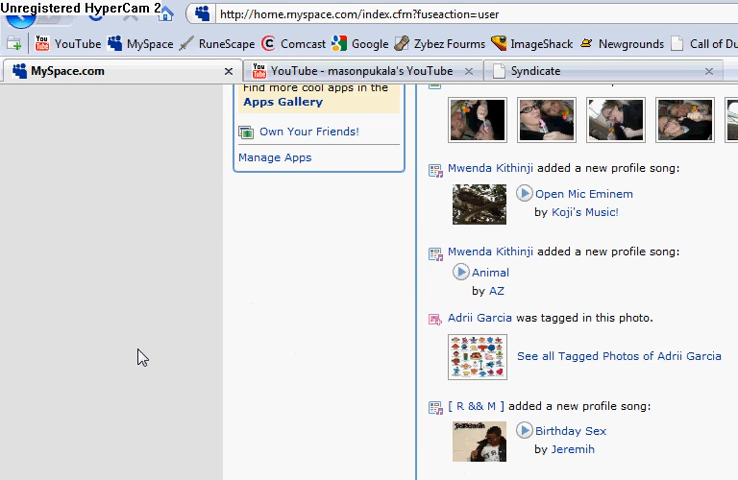 Unregistered HyperCam 2
http://home.myspace.com/index.cfm?fuseaction=user
YouTube MySpace RuneScape Comcast Google Zybez Fourms ImageShack Newgrounds Call of Du
MySpace.com YouTube - masonpukala's YouTube Syndicate
Find more cool apps in the
Apps Gallery
Own Your Friends!
Manage Apps
Mwenda Kithinji added a new profile song:
Open Mic Eminem
by Koji's Music!
Mwenda Kithinji added a new profile song:
Animal
by AZ
Adrii Garcia was tagged in this photo.
See all Tagged Photos of Adrii Garcia
[ R && M ] added a new profile song:
Birthday Sex
by Jeremih